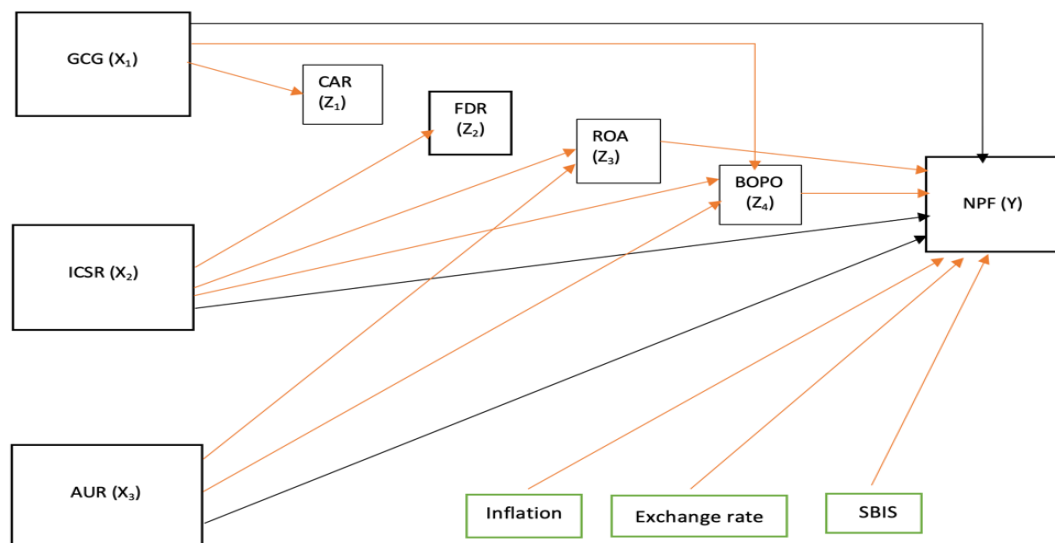 GCG (X₁)
CAR
(Z₁)
FDR
(Z₂)
ROA
(Z₃)
BOPO
(Z₄)
NPF (Y)
ICSR (X₂)
AUR (X₃)
Inflation
Exchange rate
SBIS